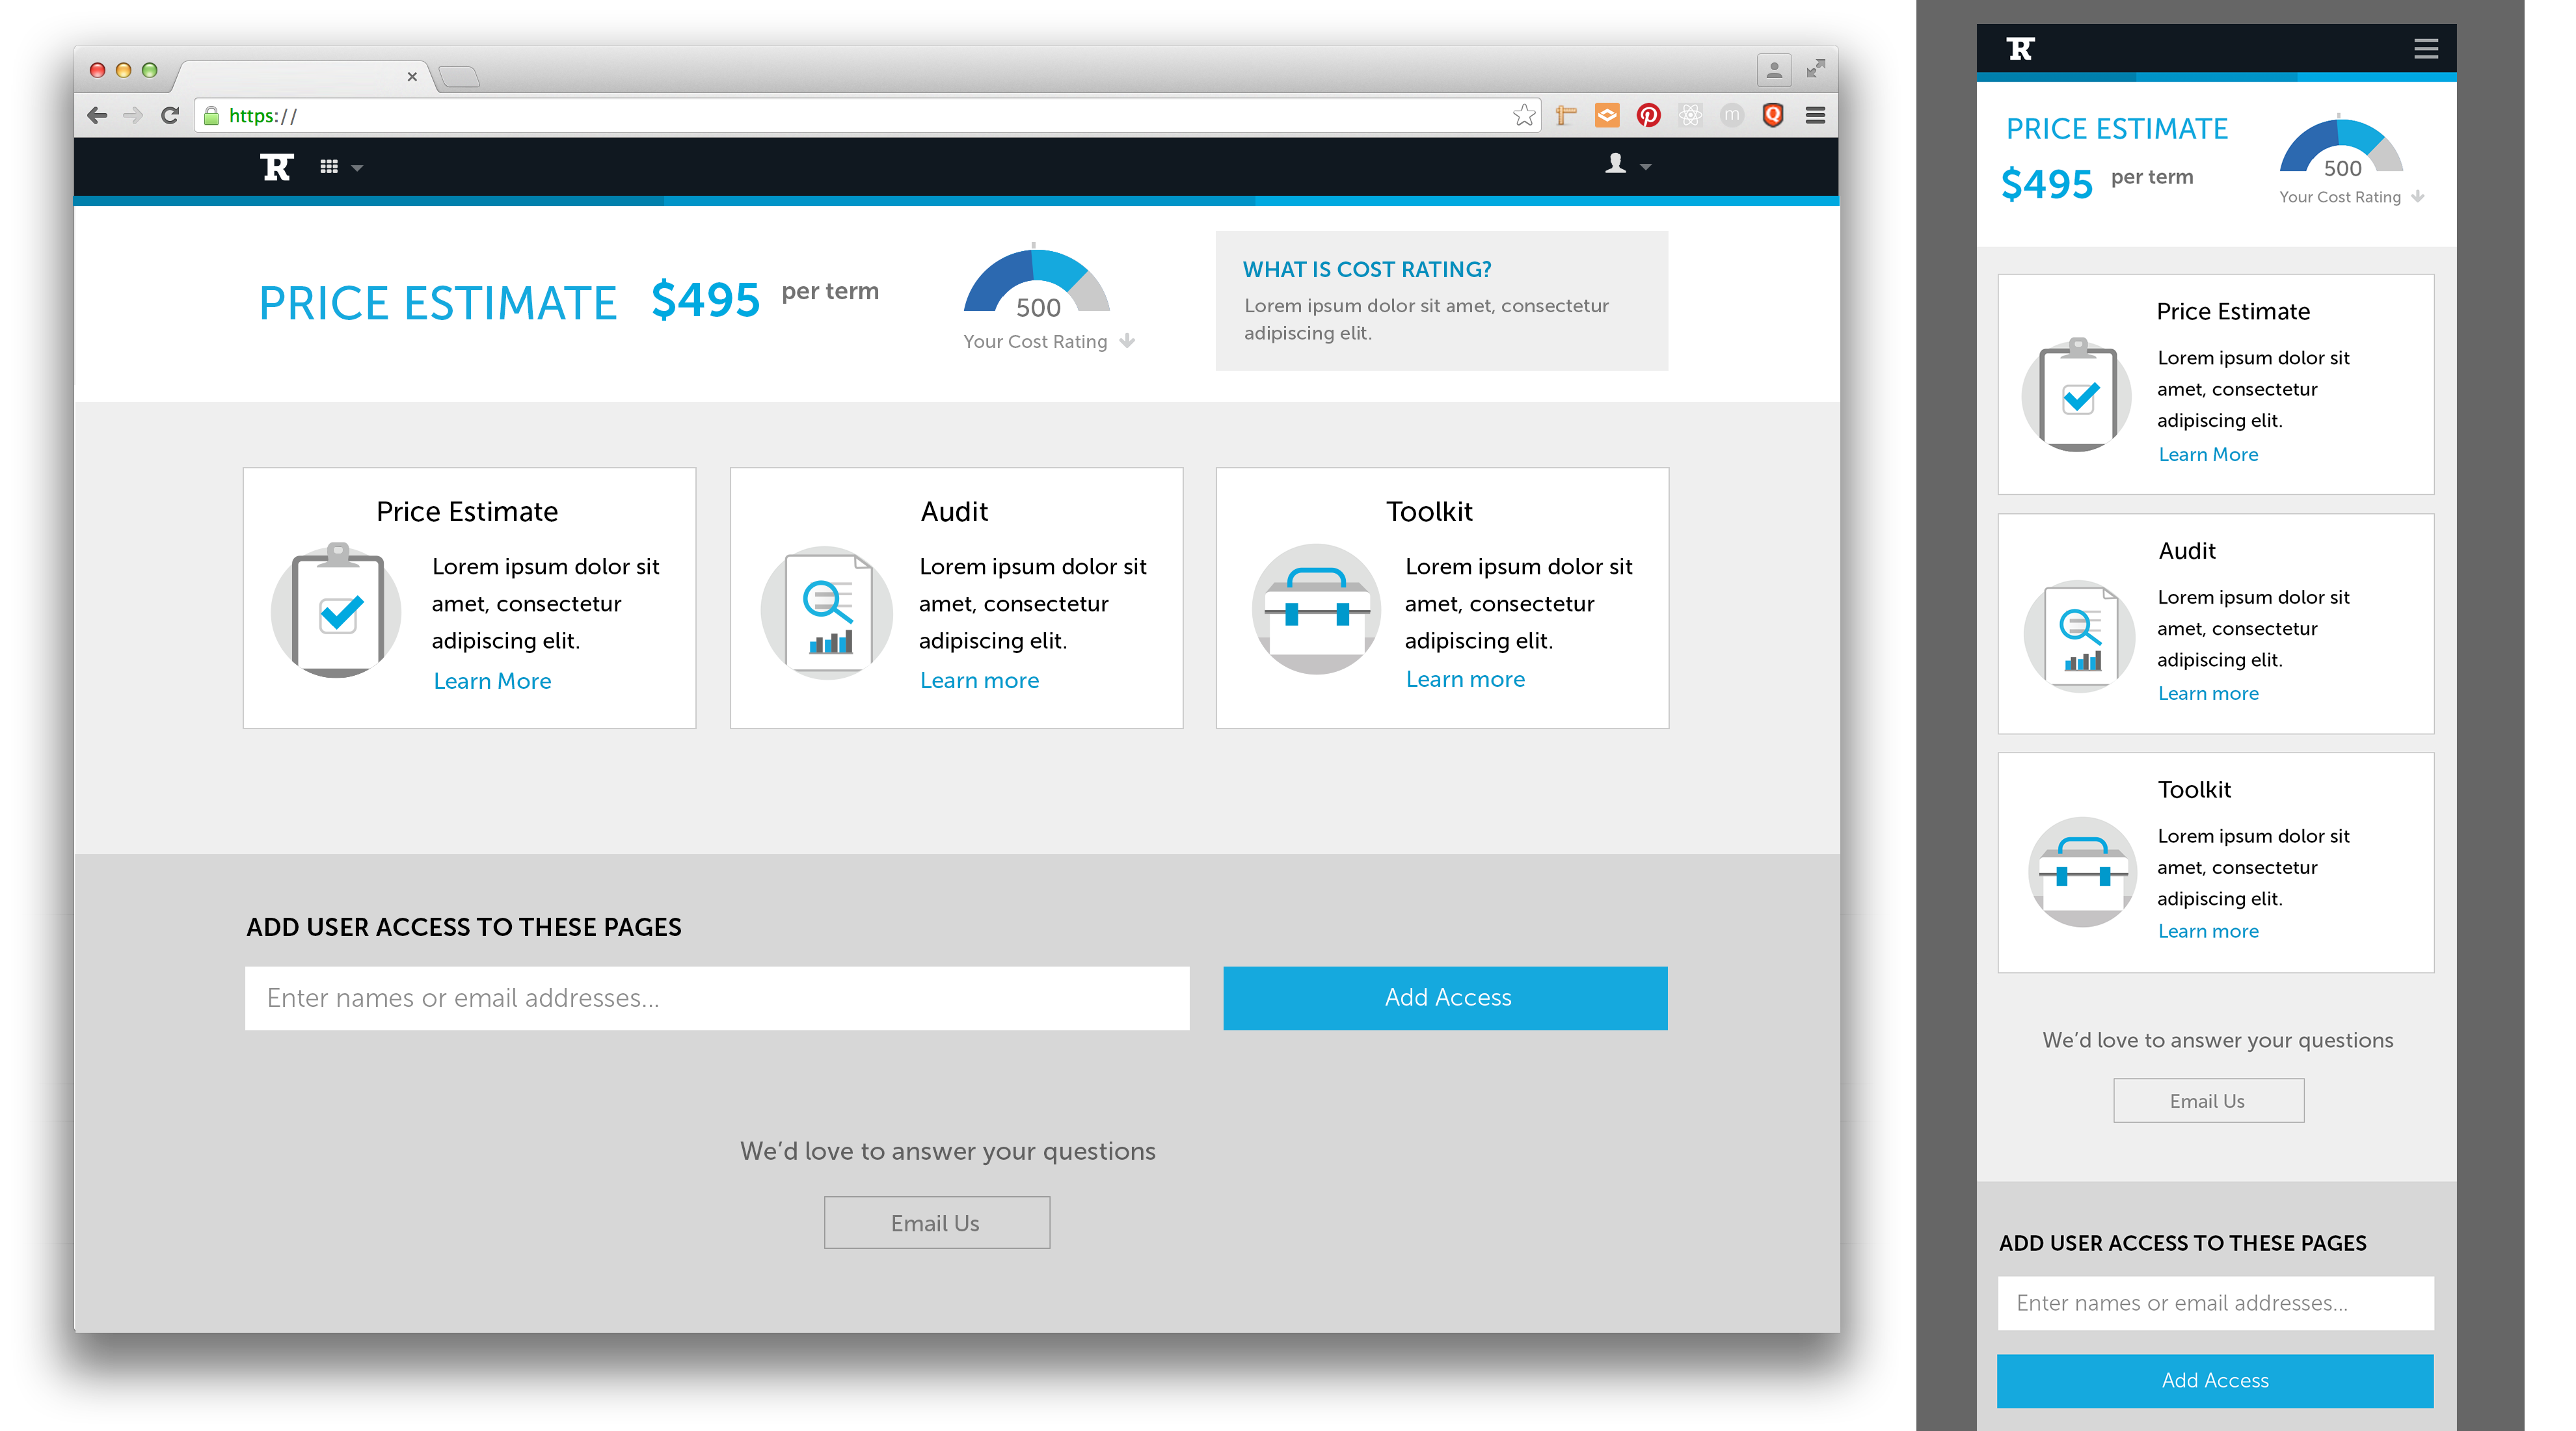 https://
R
PRICE ESTIMATE $495 per term
500
Your Cost Rating
WHAT IS COST RATING?
Lorem ipsum dolor sit amet, consectetur
adipiscing elit.
Price Estimate
Lorem ipsum dolor sit
amet, consectetur
adipiscing elit.
Learn More
Audit
Lorem ipsum dolor sit
amet, consectetur
adipiscing elit.
Learn more
Toolkit
Lorem ipsum dolor sit
amet, consectetur
adipiscing elit.
Learn more
ADD USER ACCESS TO THESE PAGES
Enter names or email addresses...
Add Access
We’d love to answer your questions
Email Us
R
PRICE ESTIMATE
$495 per term
500
Your Cost Rating
Price Estimate
Lorem ipsum dolor sit
amet, consectetur
adipiscing elit.
Learn More
Audit
Lorem ipsum dolor sit
amet, consectetur
adipiscing elit.
Learn more
Toolkit
Lorem ipsum dolor sit
amet, consectetur
adipiscing elit.
Learn more
We’d love to answer your questions
Email Us
ADD USER ACCESS TO THESE PAGES
Enter names or email addresses...
Add Access